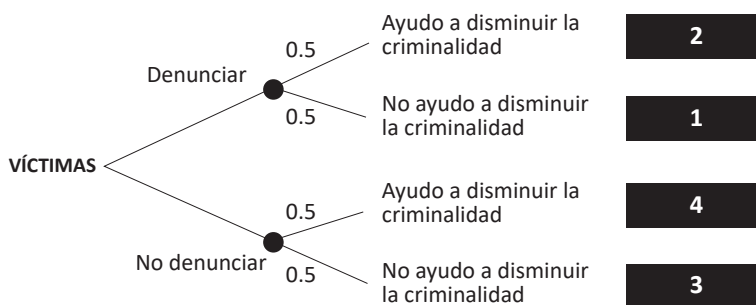 0.5
Ayudo a disminuir la
criminalidad
2
Denunciar
0.5
No ayudo a disminuir
la criminalidad
1
VÍCTIMAS
0.5
Ayudo a disminuir la
criminalidad
4
No denunciar
0.5
No ayudo a disminuir
la criminalidad
3